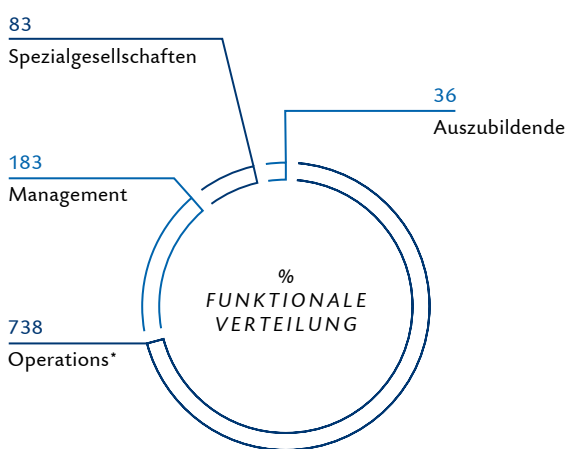 83
Spezialgesellschaften
36
Auszubildende
183
Management
%
FUNKTIONALE
VERTEILUNG
738
Operations*